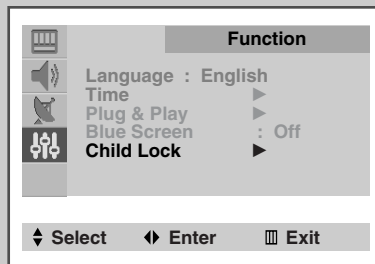 Function
Language : English
Time ►
Plug & Play ►
Blue Screen : Off
Child Lock ►
Select Enter Exit